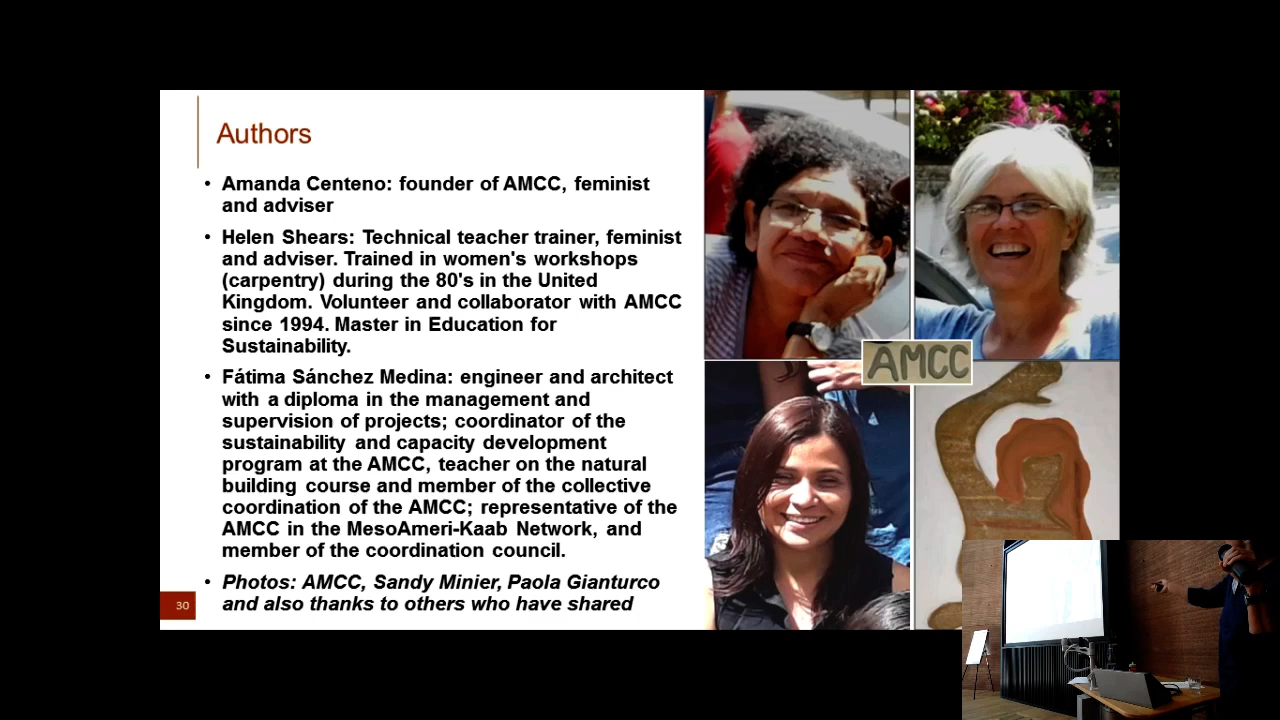 Authors
• Amanda Centeno: founder of AMCC, feminist
and adviser
• Helen Shears: Technical teacher trainer, feminist
and adviser. Trained in women's workshops
(carpentry) during the 80's in the United
Kingdom. Volunteer and collaborator with AMCC
since 1994. Master in Education for
Sustainability.
• Fátima Sánchez Medina: engineer and architect
with a diploma in the management and
supervision of projects; coordinator of the
sustainability and capacity development
program at the AMCC, teacher on the natural
building course and member of the collective
coordination of the AMCC; representative of the
AMCC in the MesoAmeri-Kaab Network, and
member of the coordination council.
• Photos: AMCC, Sandy Minier, Paola Gianturco
and also thanks to others who have shared
30
AMCC